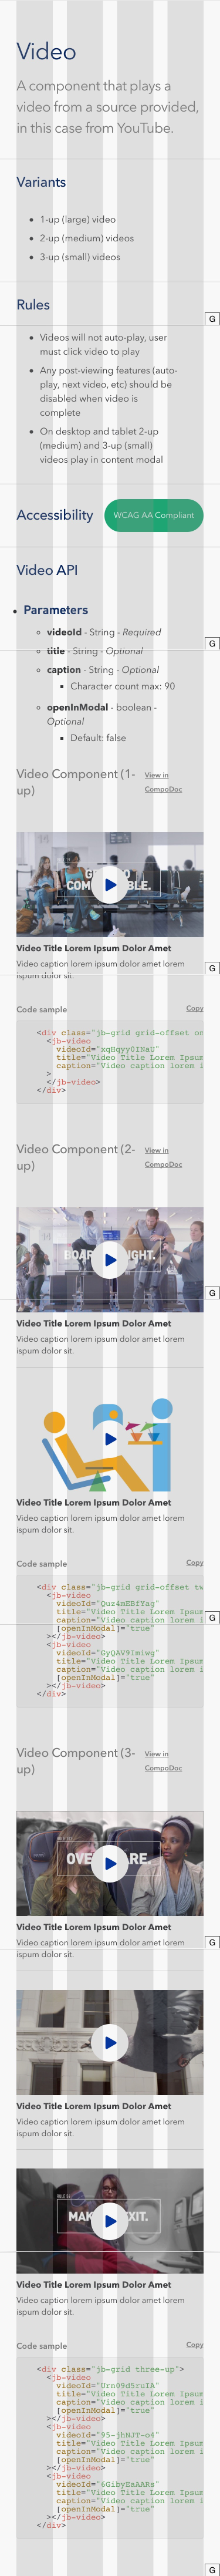 Video
A component that plays a
video from a source provided,
in this case from YouTube.
Variants
1-up (large) video
2-up (medium) videos
3-up (small) videos
Rules
G
Videos will not auto-play, user
must click video to play
Any post-viewing features (auto-
play, next video, etc) should be
disabled when video is
complete
On desktop and tablet 2-up
(medium) and 3-up (small)
videos play in content modal
Accessibility
WCAG AA Compliant
Video API
Parameters
videoId - String - Required
G
title - String - Optional
caption - String - Optional
Character count max: 90
openInModal - boolean -
Optional
Default: false
Video Component (1-
up)
View in
CompoDoc
Video Title Lorem Ipsum Dolor Amet
Video caption lorem ipsum dolor amet lorem
G
ispum dolor sit.
Code sample
Copy
<div class="jb-grid grid-offset on
<jb-video
videoId="xqHqyy0INaU"
title="Video Title Lorem Ipsum
caption="Video caption lorem i
>
</jb-video>
</div>
Video Component (2-
up)
View in
CompoDoc
G
Video Title Lorem Ipsum Dolor Amet
Video caption lorem ipsum dolor amet lorem
ispum dolor sit.
Video Title Lorem Ipsum Dolor Amet
Video caption lorem ipsum dolor amet lorem
ispum dolor sit.
Code sample
Copy
<div class="jb-grid grid-offset tw
<jb-video
videoId="Quz4mEBfYag"
title="Video Title Lorem Ipsum
G
caption="Video caption lorem i
[openInModal]="true"
></jb-video>
<jb-video
videoId="GyQAV9Imiwg"
title="Video Title Lorem Ipsum
caption="Video caption lorem i
[openInModal]="true"
></jb-video>
</div>
Video Component (3-
up)
View in
CompoDoc
Video Title Lorem Ipsum Dolor Amet
Video caption lorem ipsum dolor amet lorem
G
ispum dolor sit.
Video Title Lorem Ipsum Dolor Amet
Video caption lorem ipsum dolor amet lorem
ispum dolor sit.
Video Title Lorem Ipsum Dolor Amet
Video caption lorem ipsum dolor amet lorem
ispum dolor sit.
Code sample
Copy
<div class="jb-grid three-up">
<jb-video
videoId="Urn09d5ruIA"
title="Video Title Lorem Ipsum
caption="Video caption lorem i
[openInModal]="true"
></jb-video>
<jb-video
videoId="95-jhNJT-o4"
title="Video Title Lorem Ipsum
caption="Video caption lorem i
[openInModal]="true"
></jb-video>
<jb-video
videoId="6GibyEaAARs"
title="Video Title Lorem Ipsum
caption="Video caption lorem i
[openInModal]="true"
></jb-video>
</div>
G